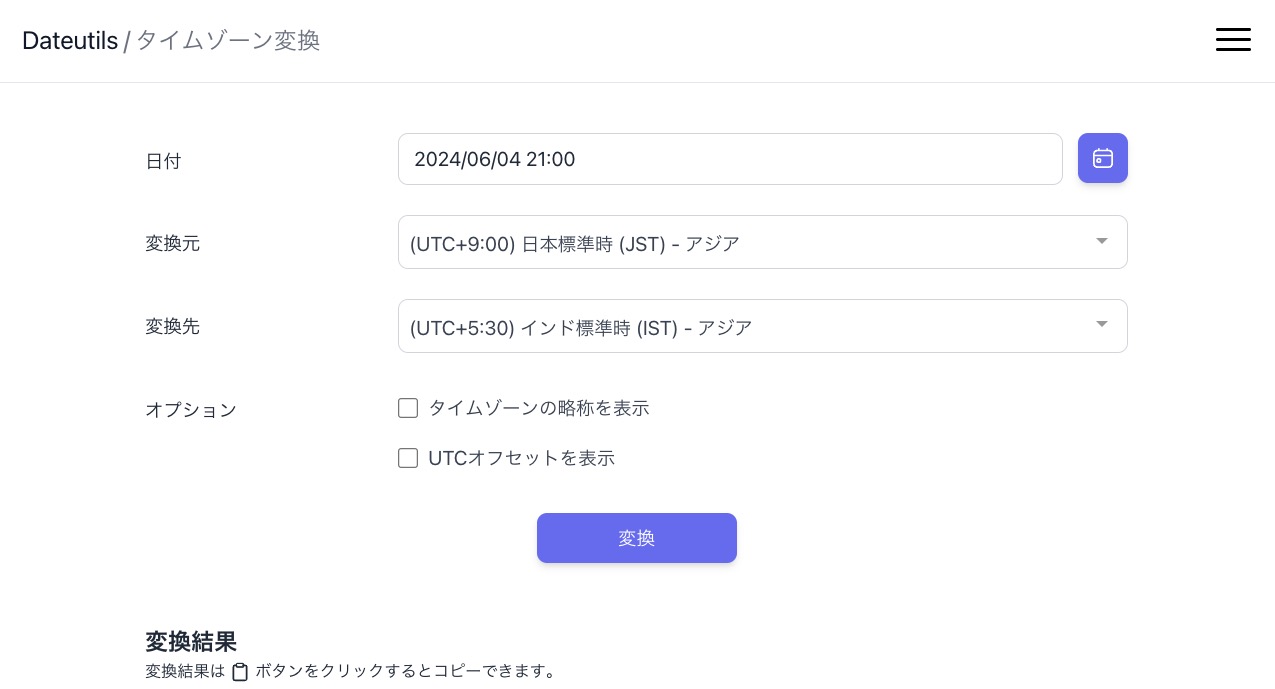 Dateutils / タイムゾーン変換
日付
2024/06/04 21:00
変換元
(UTC+9:00) 日本標準時 (JST) - アジア
変換先
(UTC+5:30) インド標準時 (IST) - アジア
オプション
タイムゾーンの略称を表示
UTCオフセットを表示
変換
変換結果
変換結果は ボタンをクリックするとコピーできます。